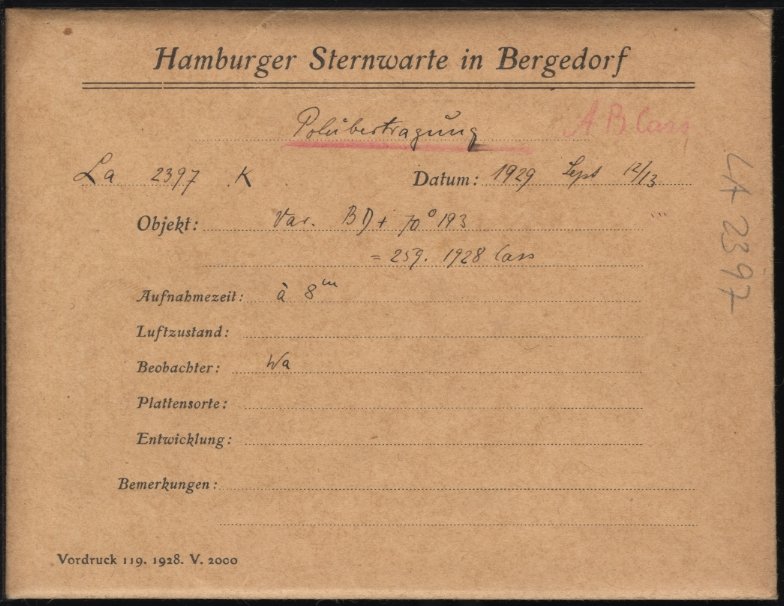 Hamburger Sternwarte in Bergedorf
Polübertragung
A B Cass
La 2397 K Datum: 1929 Sept 12/13
Objekt: Var. BD + 70° 193
= 259. 1928 Cass
Aufnahmezeit: à 8m
Luftzustand:
Beobachter: Wa
Plattensorte:
Entwicklung:
Bemerkungen:
Vordruck 119. 1928. V. 2000
LA 2397